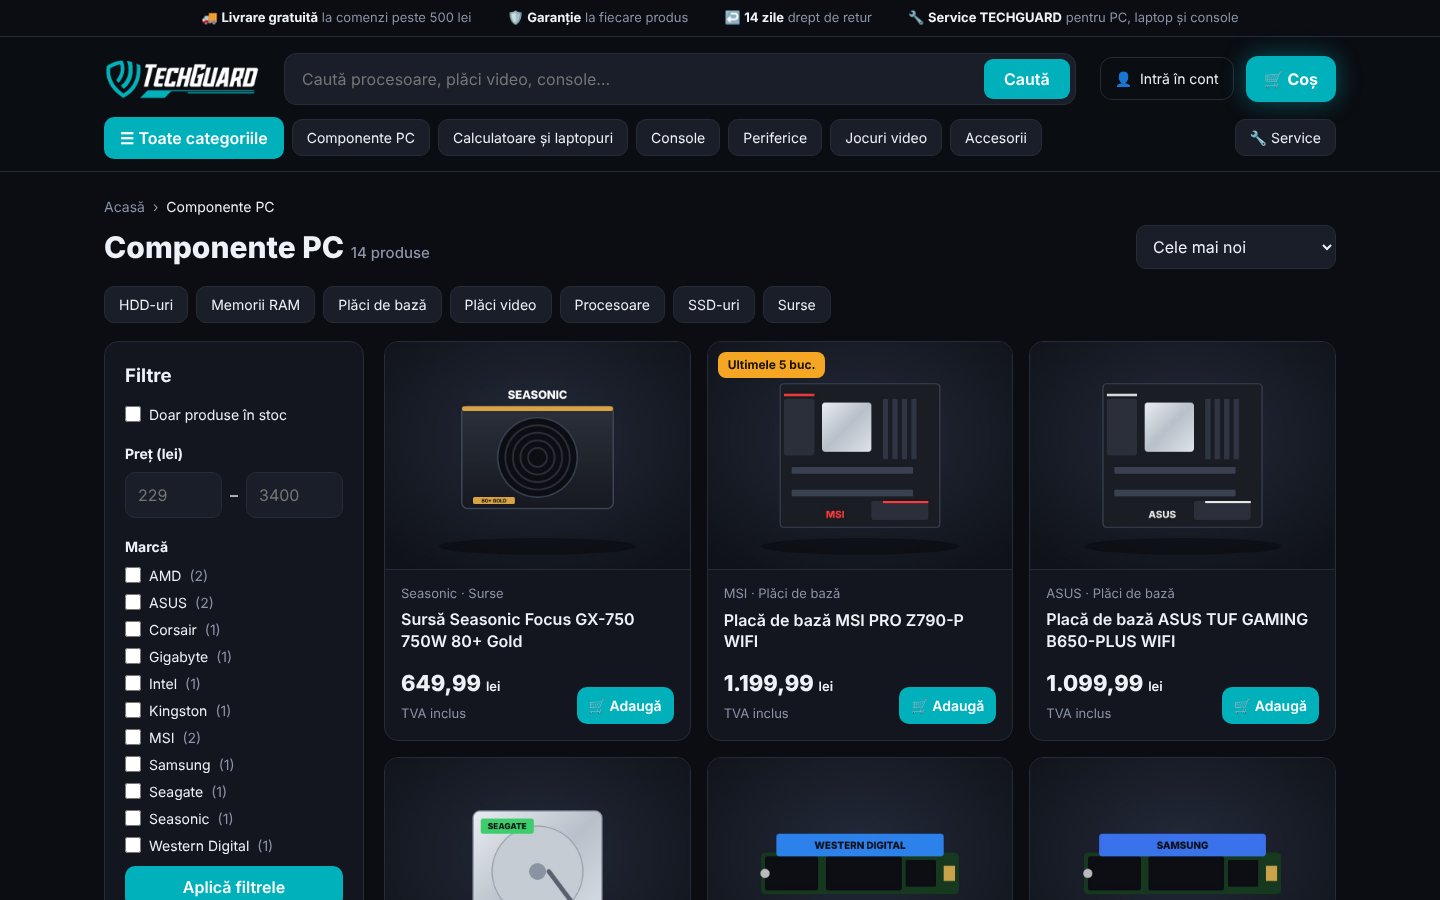 🚚 Livrare gratuită la comenzi peste 500 lei
🛡️ Garanție la fiecare produs
↩️ 14 zile drept de retur
🔧 Service TECHGUARD pentru PC, laptop și console
TECHGUARD
Caută procesoare, plăci video, console...
Caută
👤 Intră în cont
🛒 Coș
☰ Toate categoriile
Componente PC
Calculatoare și laptopuri
Console
Periferice
Jocuri video
Accesorii
🔧 Service
Acasă › Componente PC
Componente PC 14 produse
Cele mai noi
HDD-uri
Memorii RAM
Plăci de bază
Plăci video
Procesoare
SSD-uri
Surse
Filtre
Doar produse în stoc
Preț (lei)
229 – 3400
Marcă
AMD (2)
ASUS (2)
Corsair (1)
Gigabyte (1)
Intel (1)
Kingston (1)
MSI (2)
Samsung (1)
Seagate (1)
Seasonic (1)
Western Digital (1)
Aplică filtrele
SEASONIC
80+ GOLD
Seasonic · Surse
Sursă Seasonic Focus GX-750
750W 80+ Gold
649,99 lei
TVA inclus
🛒 Adaugă
Ultimele 5 buc.
MSI
MSI · Plăci de bază
Placă de bază MSI PRO Z790-P
WIFI
1.199,99 lei
TVA inclus
🛒 Adaugă
ASUS
ASUS · Plăci de bază
Placă de bază ASUS TUF GAMING
B650-PLUS WIFI
1.099,99 lei
TVA inclus
🛒 Adaugă
SEAGATE
WESTERN DIGITAL
SAMSUNG